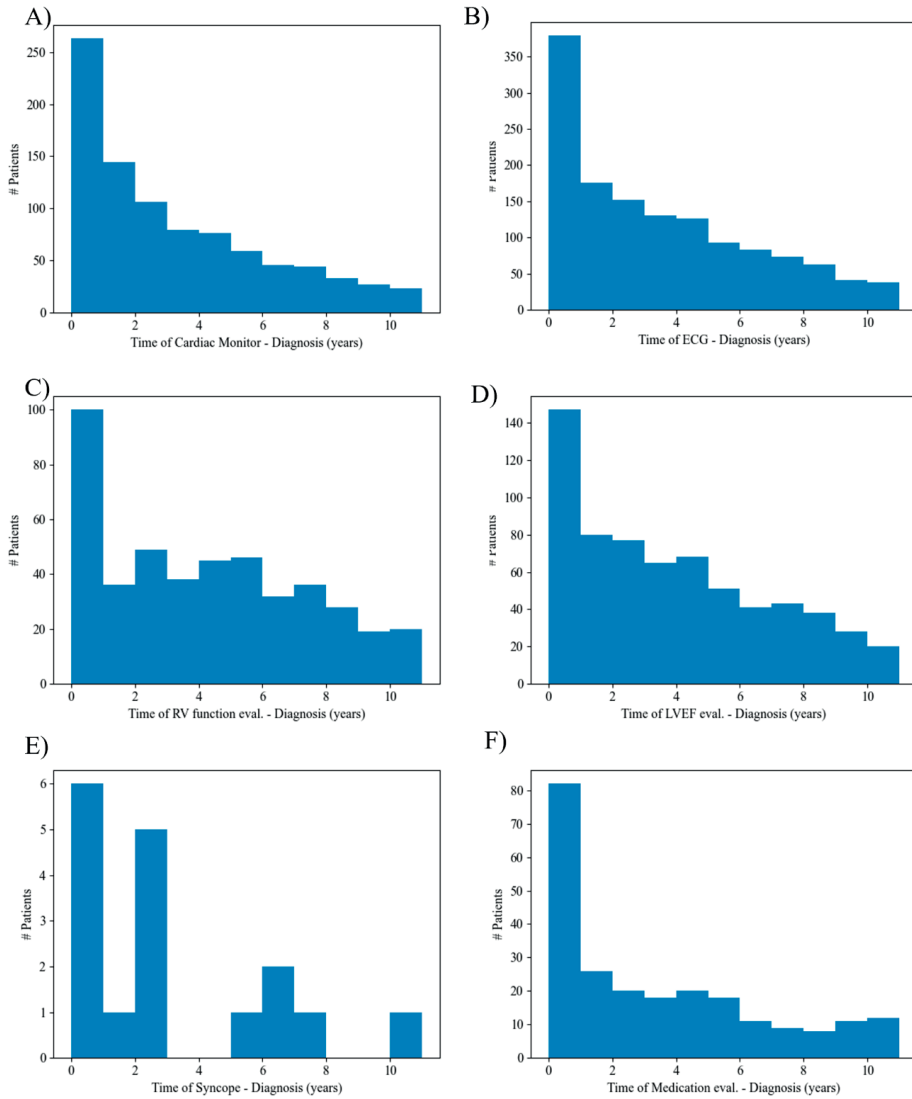 A)
250
200
150
100
50
0
# Patients
0 2 4 6 8 10
Time of Cardiac Monitor - Diagnosis (years)
B)
350
300
250
200
150
100
50
0
# Patients
0 2 4 6 8 10
Time of ECG - Diagnosis (years)
C)
100
80
60
40
20
0
# Patients
0 2 4 6 8 10
Time of RV function eval. - Diagnosis (years)
D)
140
120
100
80
60
40
20
0
# Patients
0 2 4 6 8 10
Time of LVEF eval. - Diagnosis (years)
E)
6
5
4
3
2
1
0
# Patients
0 2 4 6 8 10
Time of Syncope - Diagnosis (years)
F)
80
70
60
50
40
30
20
10
0
# Patients
0 2 4 6 8 10
Time of Medication eval. - Diagnosis (years)